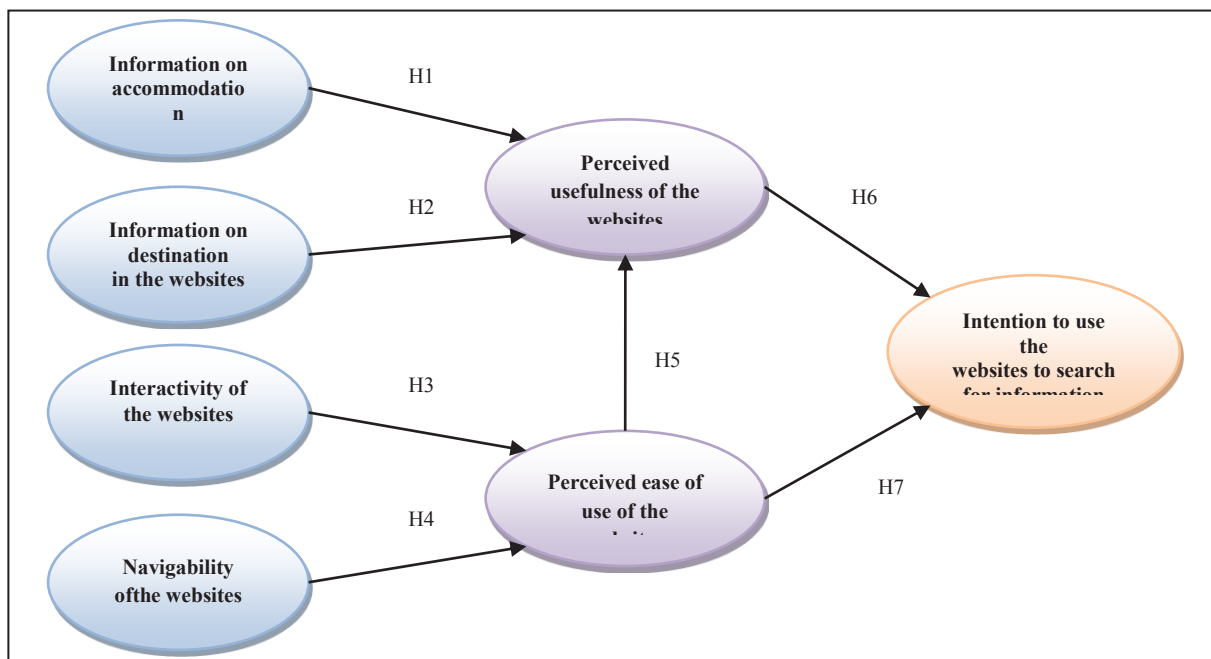 Information on
accommodatio
n
H1
Perceived
usefulness of the
websites
Information on
destination
in the websites
H2
H6
Intention to use
the
websites to search
for information
H5
Interactivity of
the websites
H3
Perceived ease of
use of the
H7
Navigability
ofthe websites
H4